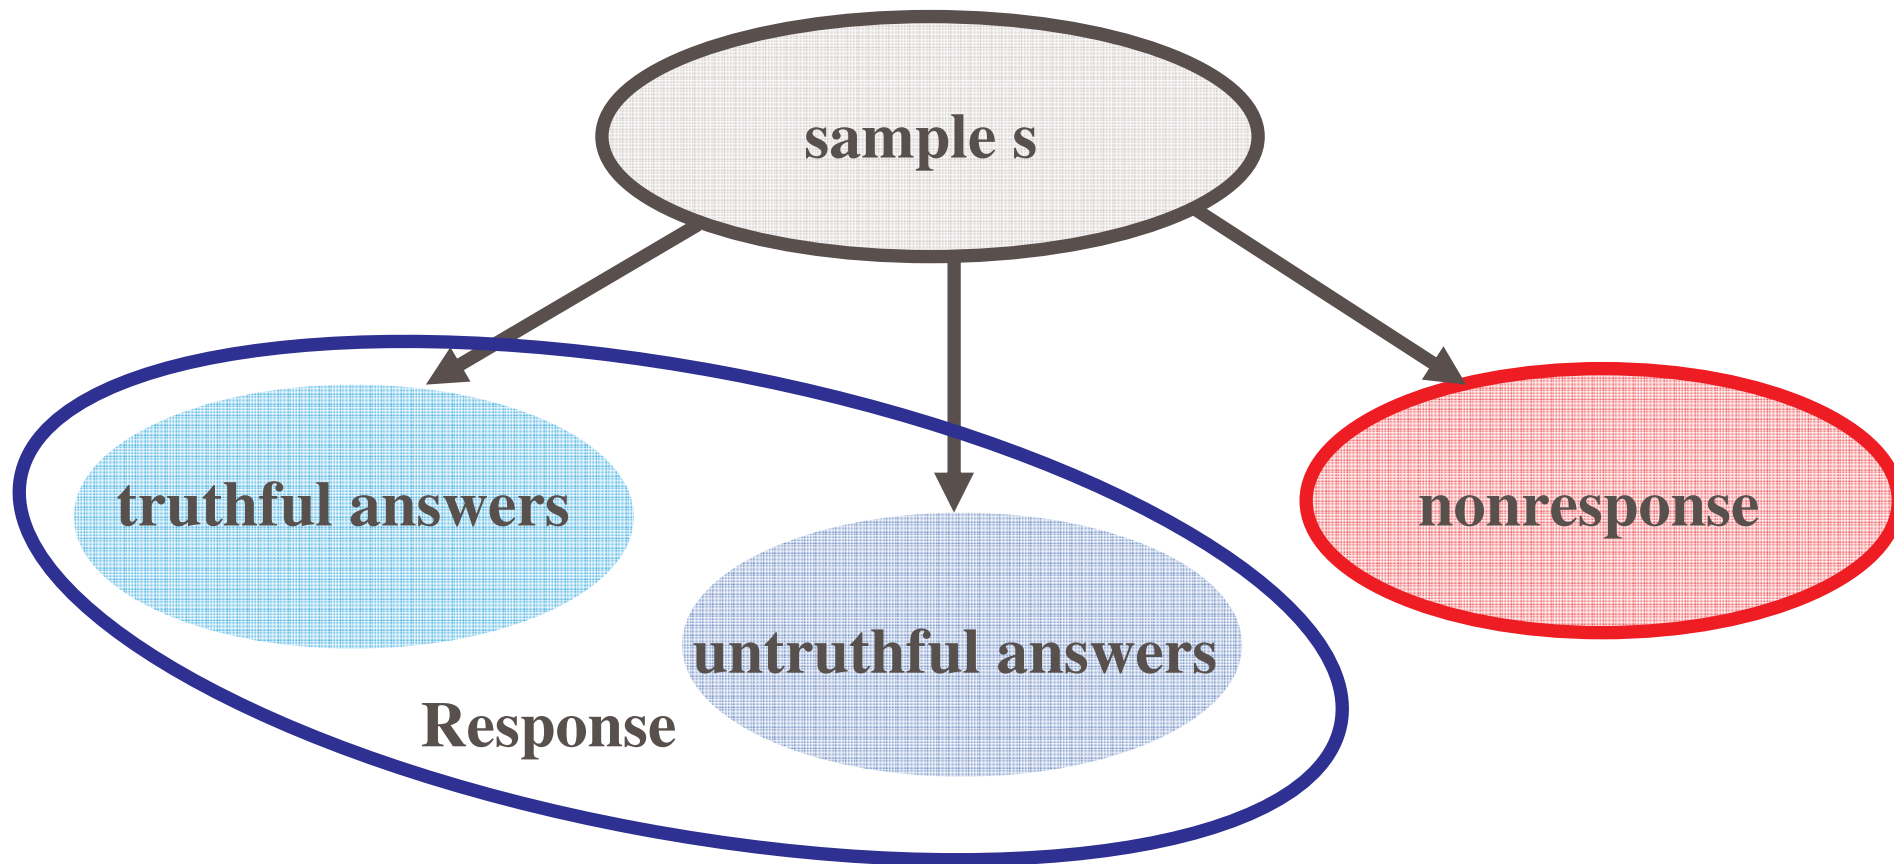 sample s
truthful answers
nonresponse
untruthful answers
Response